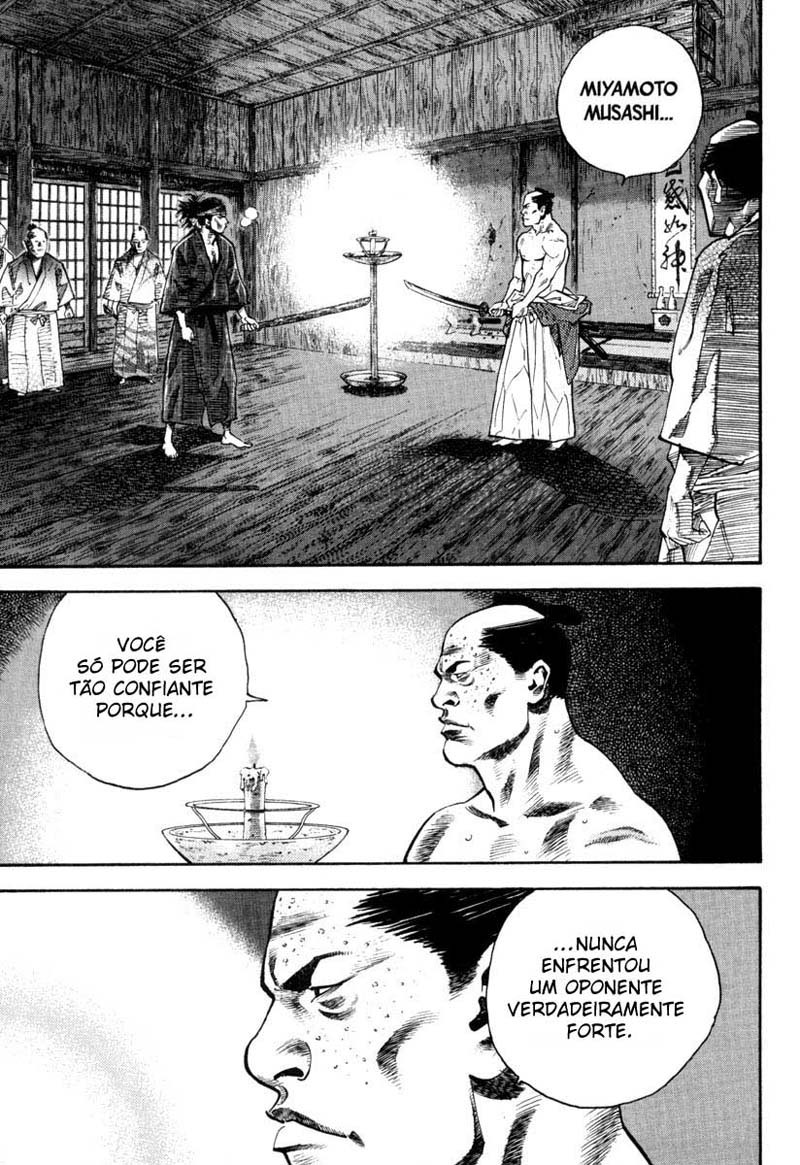 MIYAMOTO
MUSASHI...
VOCÊ
SÓ PODE SER
TÃO CONFIANTE
PORQUE...
...NUNCA
ENFRENTOU
UM OPONENTE
VERDADEIRAMENTE
FORTE.